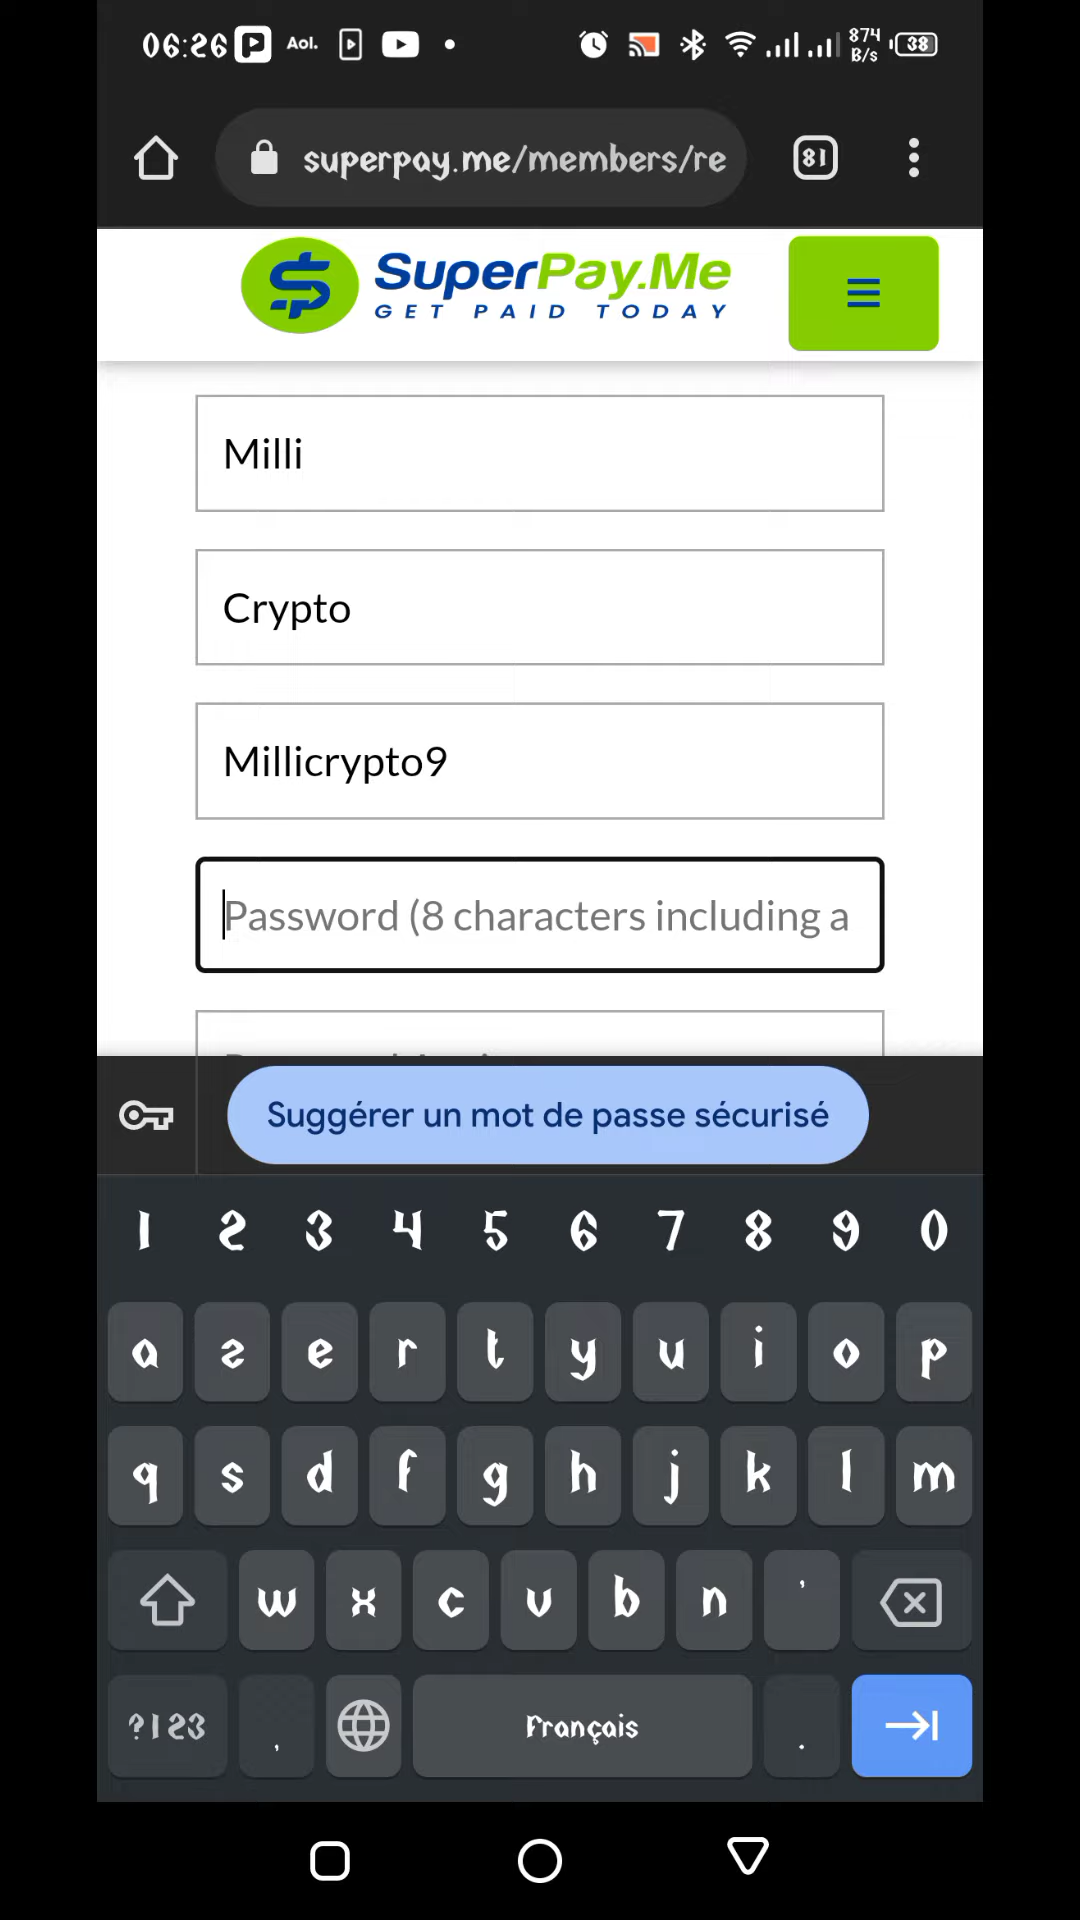 06:26 P Aol. 874 B/s 38
superpay.me/members/re 81
SuperPay.Me
GET PAID TODAY
Milli
Crypto
Millicrypto9
Password (8 characters including a
Suggérer un mot de passe sécurisé
1 2 3 4 5 6 7 8 9 0
a z e r t y u i o p
q s d f g h j k l m
w x c v b n '
?123 , Français .